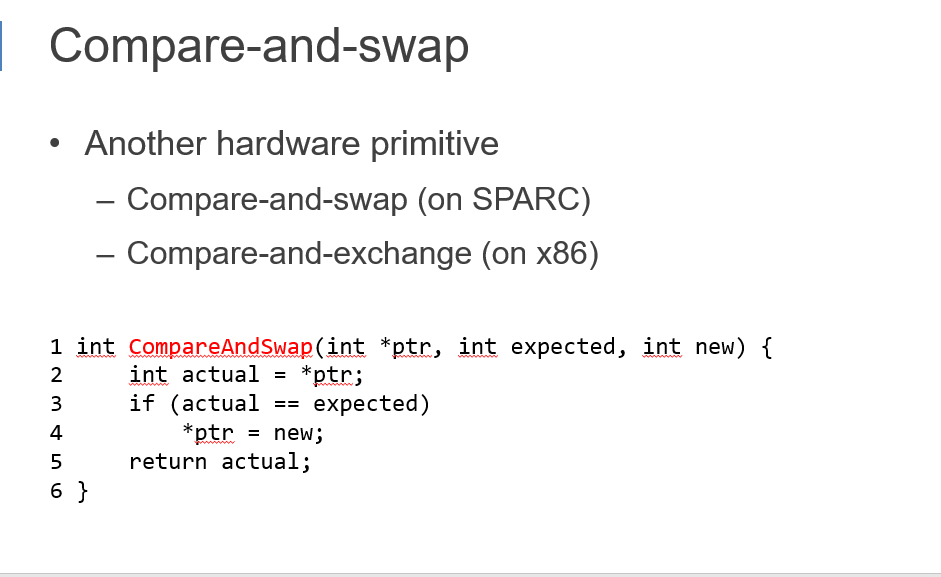 Compare-and-swap
• Another hardware primitive
– Compare-and-swap (on SPARC)
– Compare-and-exchange (on x86)
1 int CompareAndSwap(int *ptr, int expected, int new) {
2     int actual = *ptr;
3     if (actual == expected)
4         *ptr = new;
5     return actual;
6 }